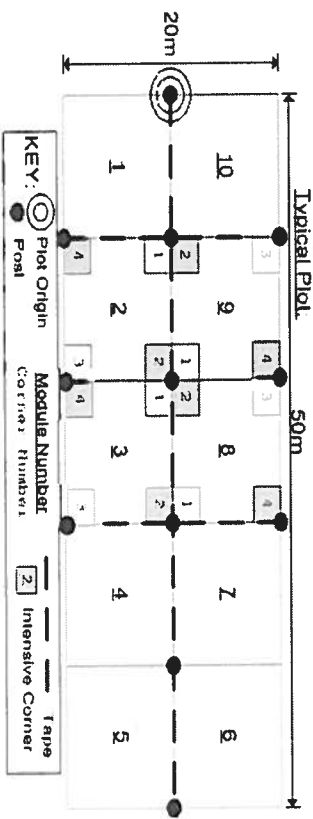 Typical Plot
50m
3 4 3 4
10 9 8 7 6
2 1 2 1
20m
1 2 1 2
1 2 3 4 5
4 3 4 3
KEY: Plot Origin Module Number Tape
Post Corner Number 2 Intensive Corner